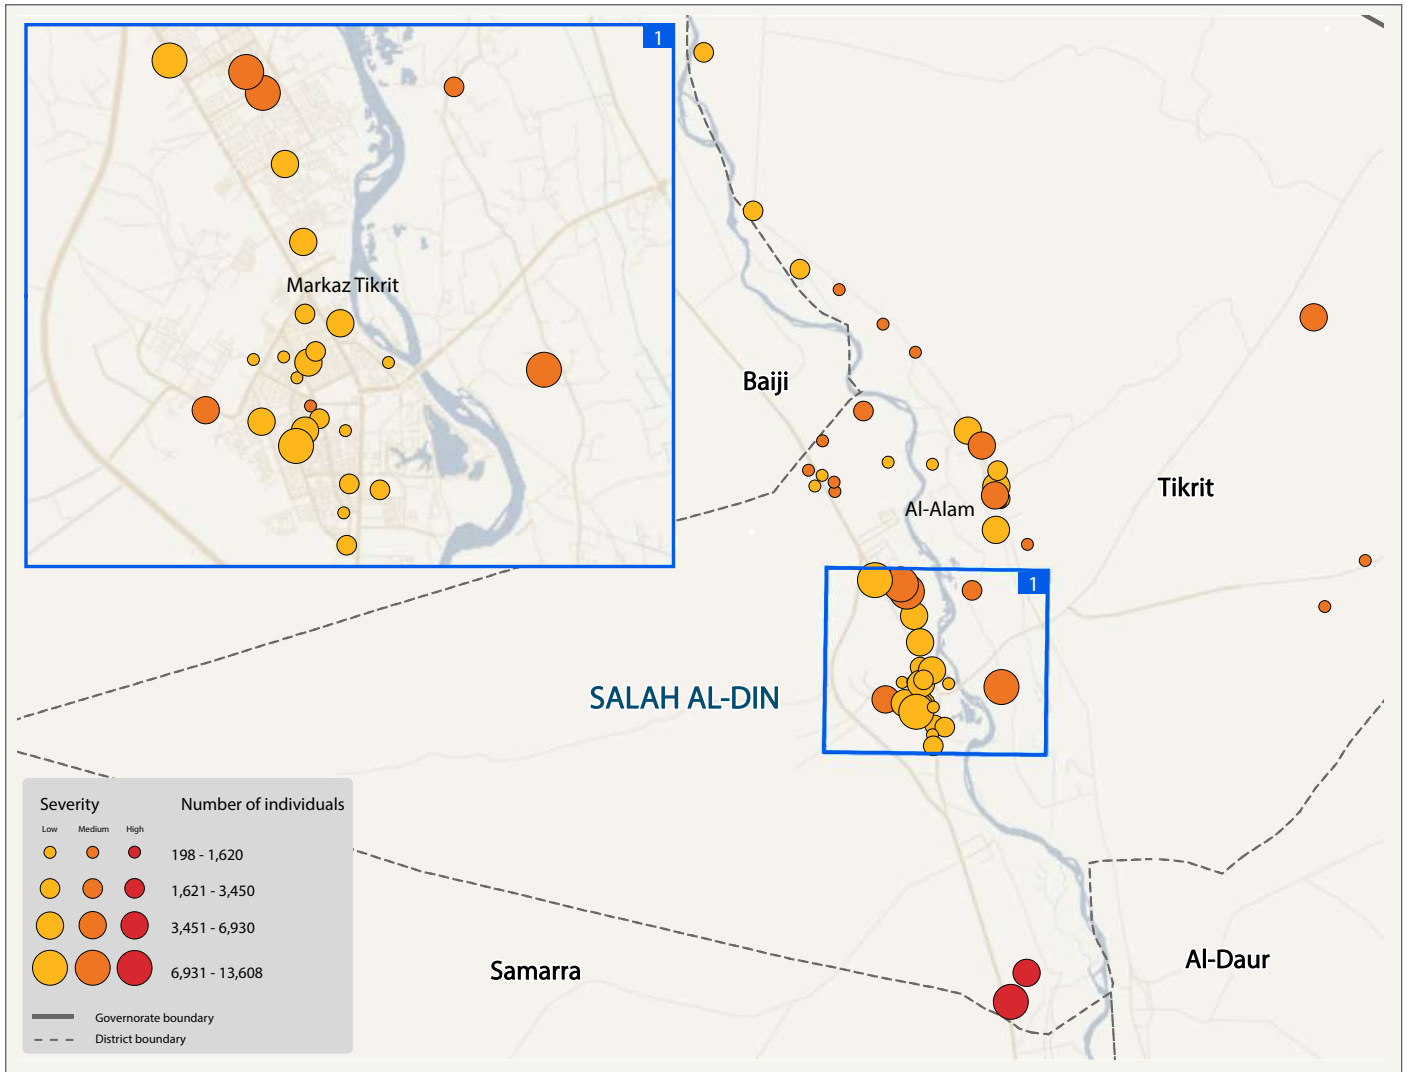 1
Markaz Tikrit
Baiji
Tikrit
Al-Alam
1
SALAH AL-DIN
Samarra
Al-Daur
Severity Number of individuals
Low Medium High
198 - 1,620
1,621 - 3,450
3,451 - 6,930
6,931 - 13,608
Governorate boundary
District boundary